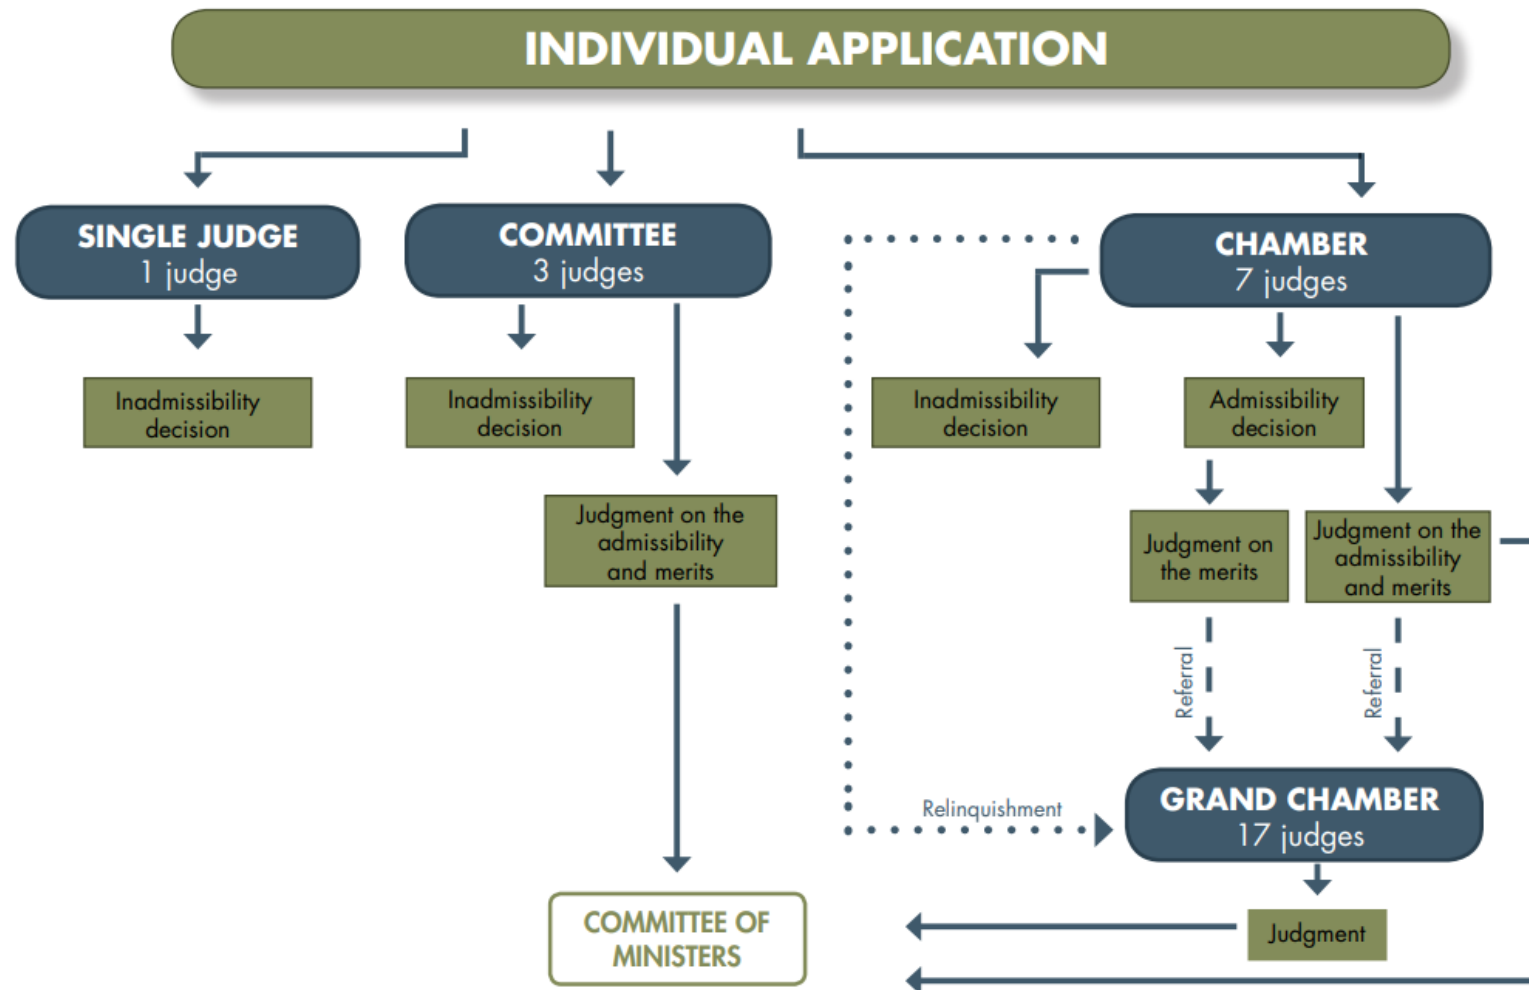 INDIVIDUAL APPLICATION
SINGLE JUDGE
1 judge
COMMITTEE
3 judges
CHAMBER
7 judges
Inadmissibility
decision
Inadmissibility
decision
Inadmissibility
decision
Admissibility
decision
Judgment on the
admissibility
and merits
Judgment on
the merits
Judgment on the
admissibility
and merits
Referral
Referral
Relinquishment
GRAND CHAMBER
17 judges
COMMITTEE OF
MINISTERS
Judgment